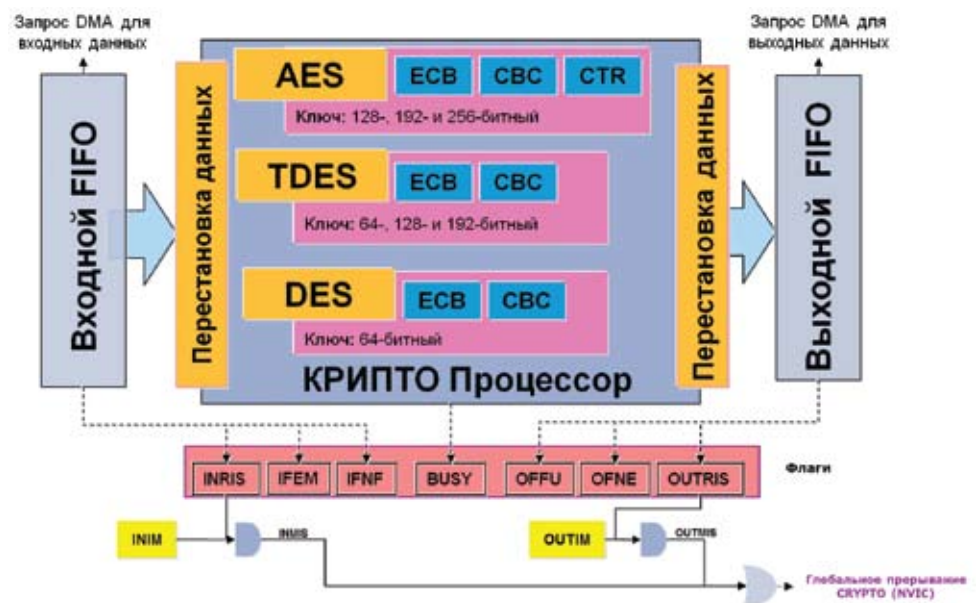 Запрос DMA для
входных данных
Запрос DMA для
выходных данных
Входной FIFO
Перестановка данных
AES
ECB
CBC
CTR
Ключ: 128-, 192- и 256-битный
TDES
ECB
CBC
Ключ: 64-, 128- и 192-битный
DES
ECB
CBC
Ключ: 64-битный
КРИПТО Процессор
Перестановка данных
Выходной FIFO
INRIS
IFEM
IFNF
BUSY
OFFU
OFNE
OUTRIS
Флаги
INIM
INMIS
OUTIM
OUTMIS
Глобальное прерывание
CRYPTO (NVIC)